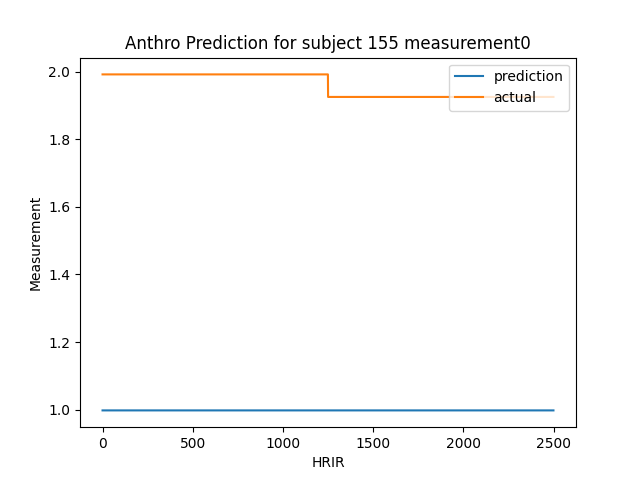 Anthro Prediction for subject 155 measurement0
prediction
actual
2.0
1.8
1.6
1.4
1.2
1.0
Measurement
0 500 1000 1500 2000 2500
HRIR